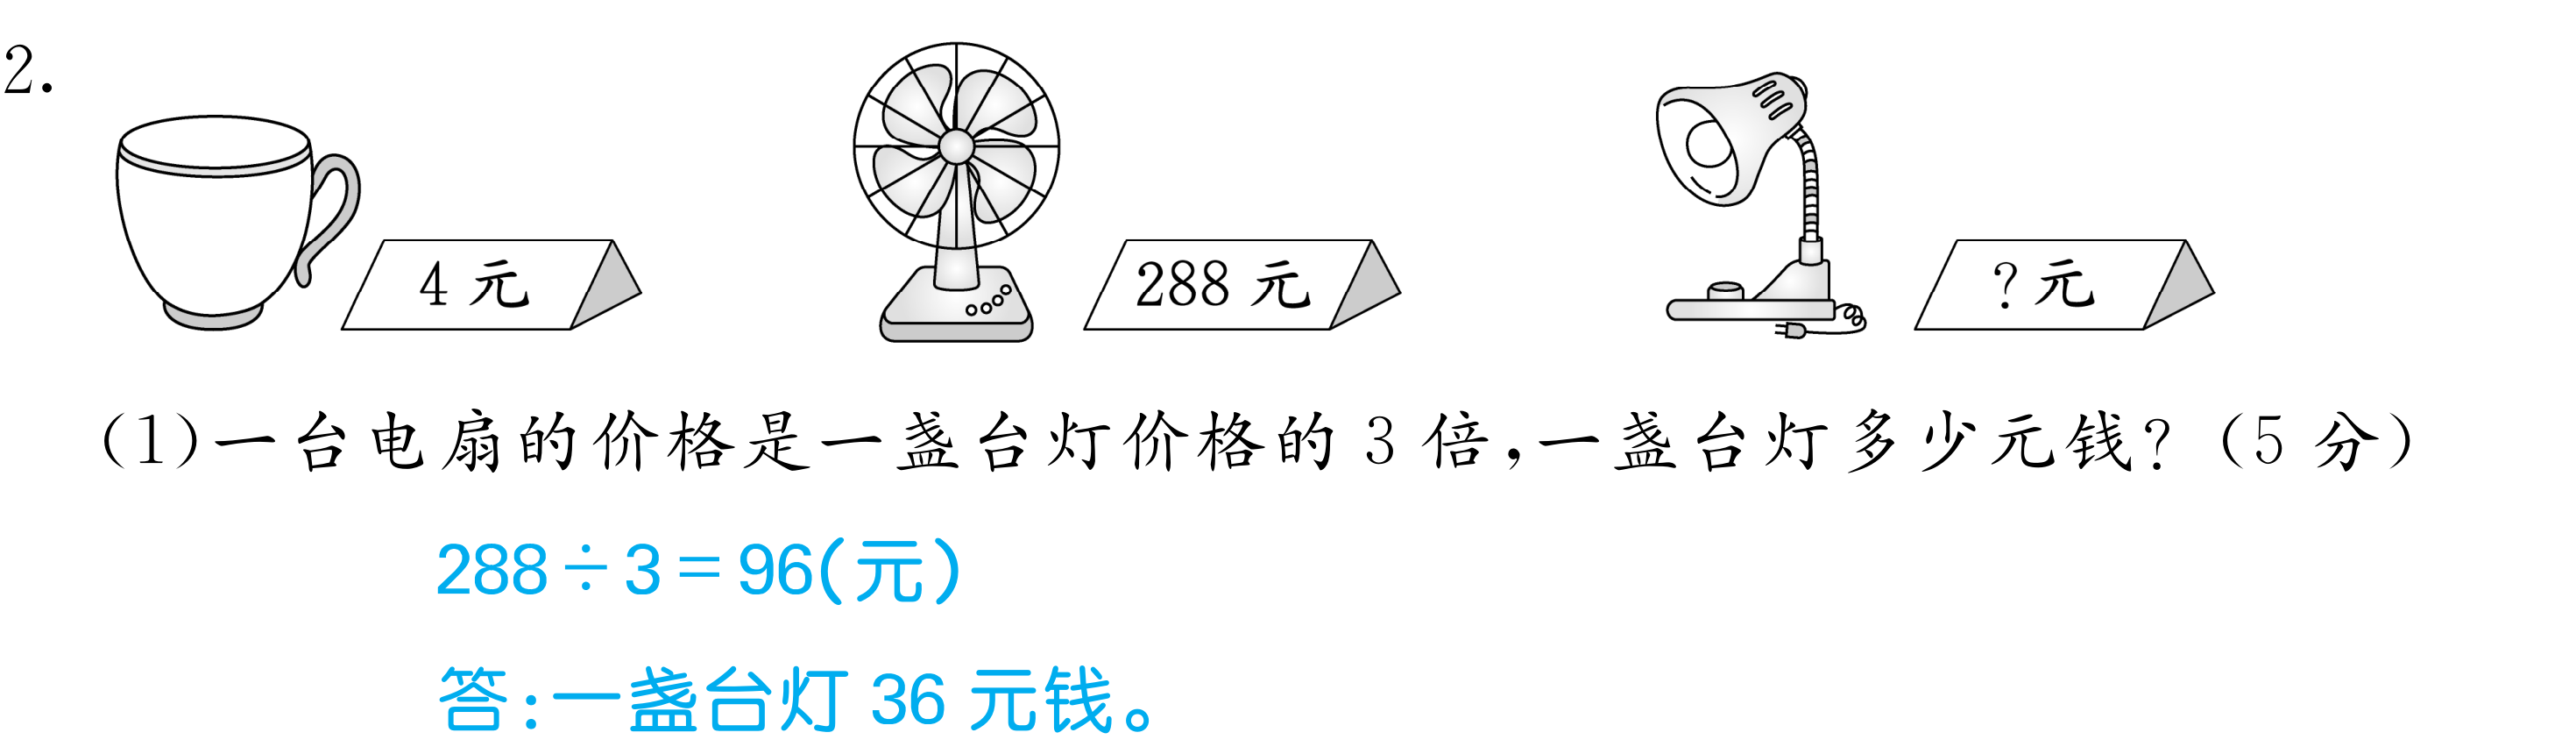 2.
4 元
288 元
? 元
(1)一台电扇的价格是一盏台灯价格的 3 倍,一盏台灯多少元钱? (5 分)
288÷3=96(元)
答:一盏台灯 36 元钱。